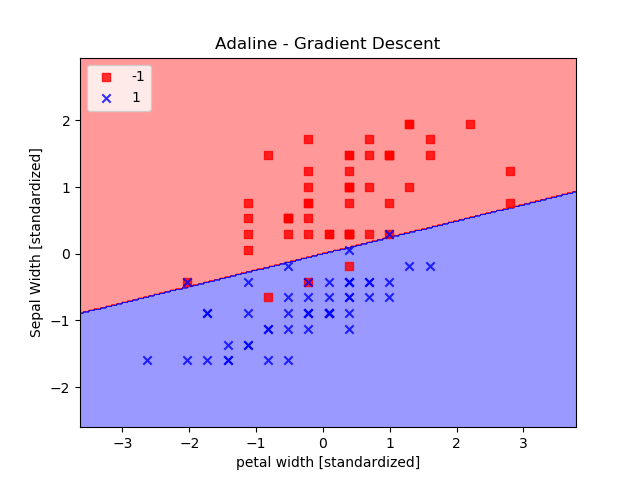 Adaline - Gradient Descent
-1
1
2
1
0
−1
−2
Sepal Width [standardized]
−3 −2 −1 0 1 2 3
petal width [standardized]